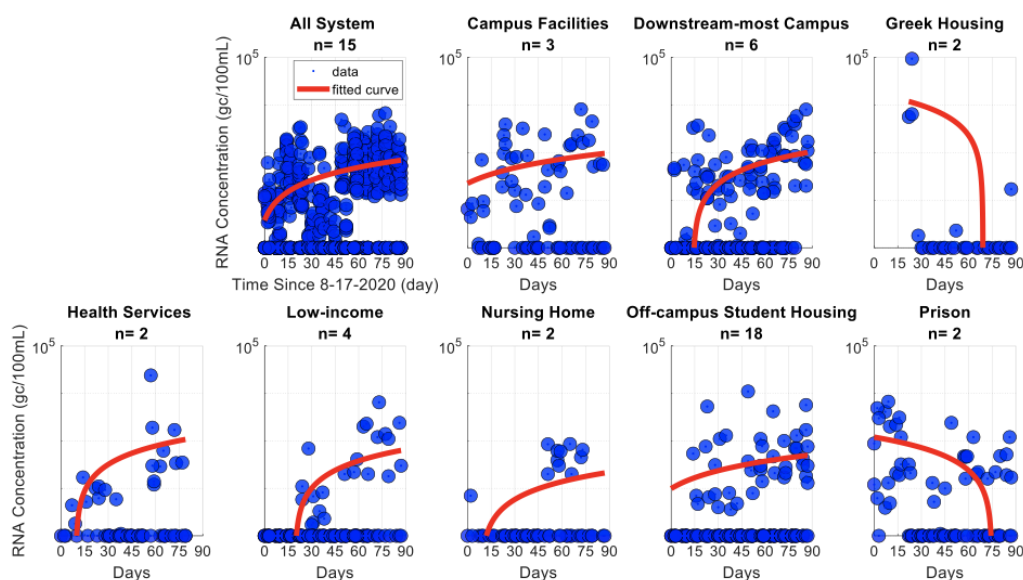 All System
n= 15
Campus Facilities
n= 3
Downstream-most Campus
n= 6
Greek Housing
n= 2
RNA Concentration (gc/100mL)
10^5
data
fitted curve
0 15 30 45 60 75 90
Time Since 8-17-2020 (day)
10^5
0 15 30 45 60 75 90
Days
10^5
0 15 30 45 60 75 90
Days
10^5
0 15 30 45 60 75 90
Days
Health Services
n= 2
Low-income
n= 4
Nursing Home
n= 2
Off-campus Student Housing
n= 18
Prison
n= 2
RNA Concentration (gc/100mL)
10^5
0 15 30 45 60 75 90
Days
10^5
0 15 30 45 60 75 90
Days
10^5
0 15 30 45 60 75 90
Days
10^5
0 15 30 45 60 75 90
Days
10^5
0 15 30 45 60 75 90
Days